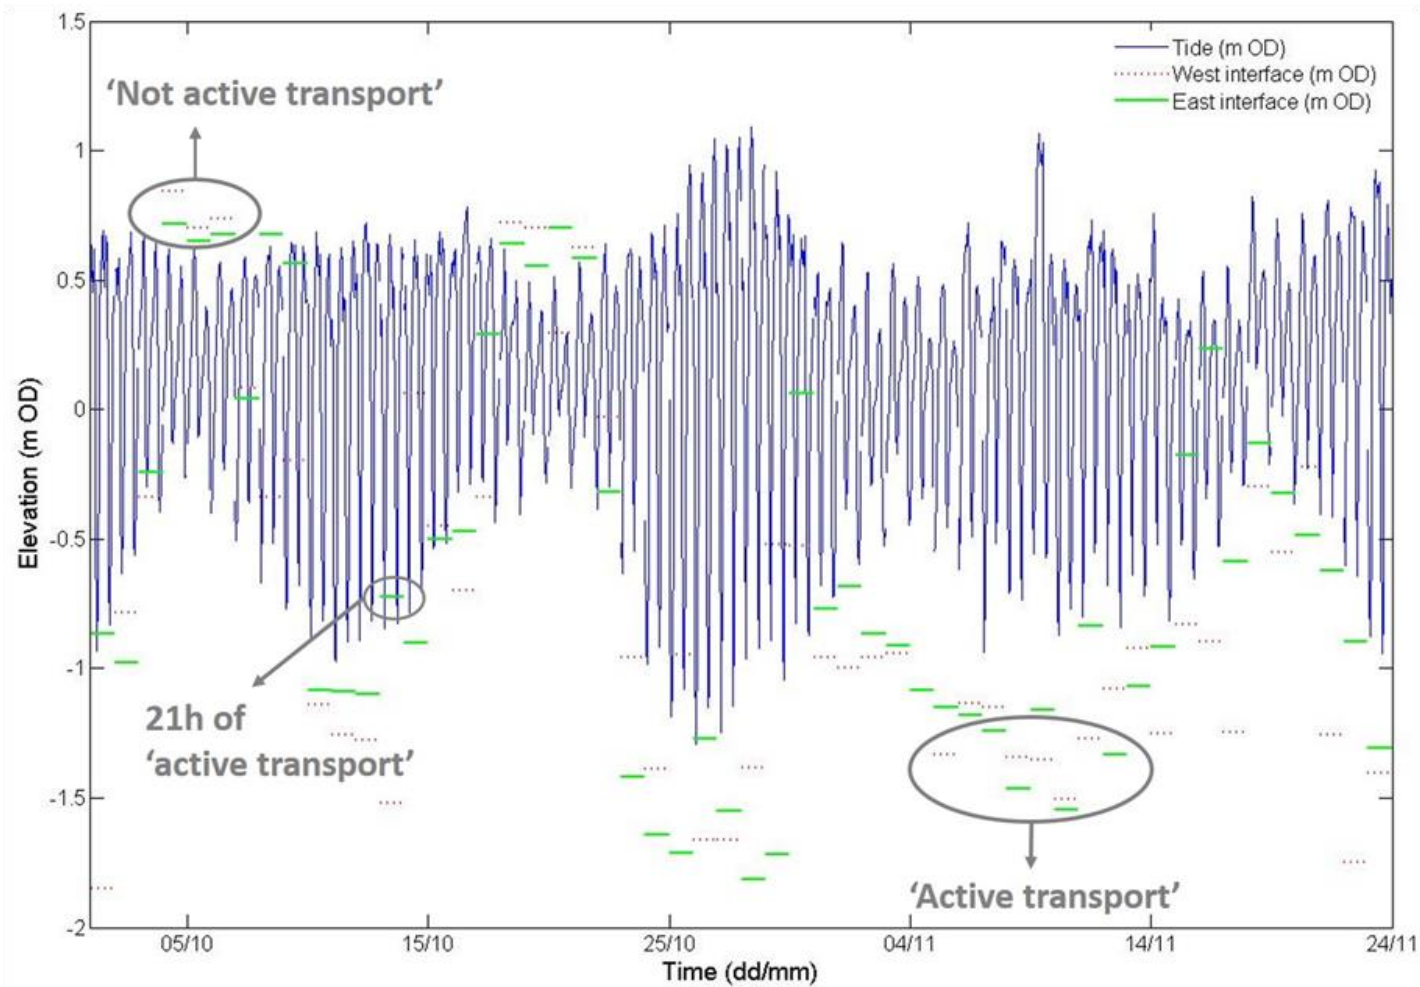 1.5
1
0.5
0
-0.5
-1
-1.5
-2
Elevation (m OD)
Tide (m OD)
West interface (m OD)
East interface (m OD)
‘Not active transport’
21h of
‘active transport’
‘Active transport’
05/10
15/10
25/10
04/11
14/11
24/11
Time (dd/mm)